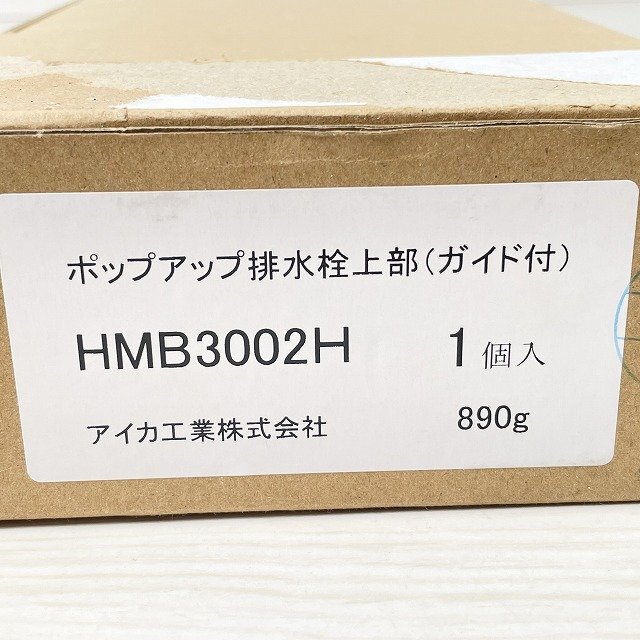 ポップアップ排水栓上部(ガイド付)
HMB3002H 1個入
アイカ工業株式会社 890g